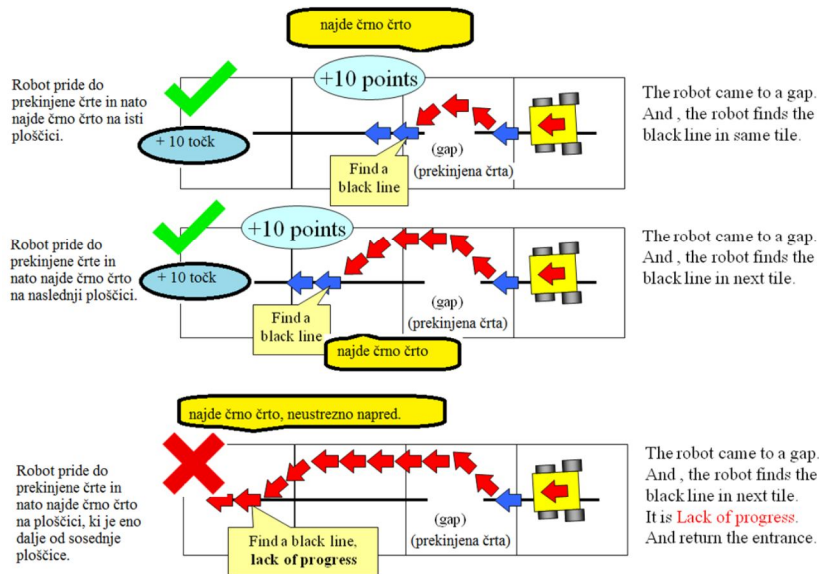 najde črno črto
Robot pride do
prekinjene črte in nato
najde črno črto na isti
ploščici.
+ 10 točk
+10 points
Find a
black line
(gap)
(prekinjena črta)
The robot came to a gap.
And , the robot finds the
black line in same tile.
Robot pride do
prekinjene črte in
nato najde črno črto
na naslednji ploščici.
+ 10 točk
+10 points
Find a
black line
(gap)
(prekinjena črta)
najde črno črto
The robot came to a gap.
And , the robot finds the
black line in next tile.
najde črno črto, neustrezno napred.
Robot pride do
prekinjene črte in
nato najde črno črto
na ploščici, ki je eno
dalje od sosednje
ploščice.
Find a black line,
lack of progress
(gap)
(prekinjena črta)
The robot came to a gap.
And , the robot finds the
black line in next tile.
It is Lack of progress.
And return the entrance.